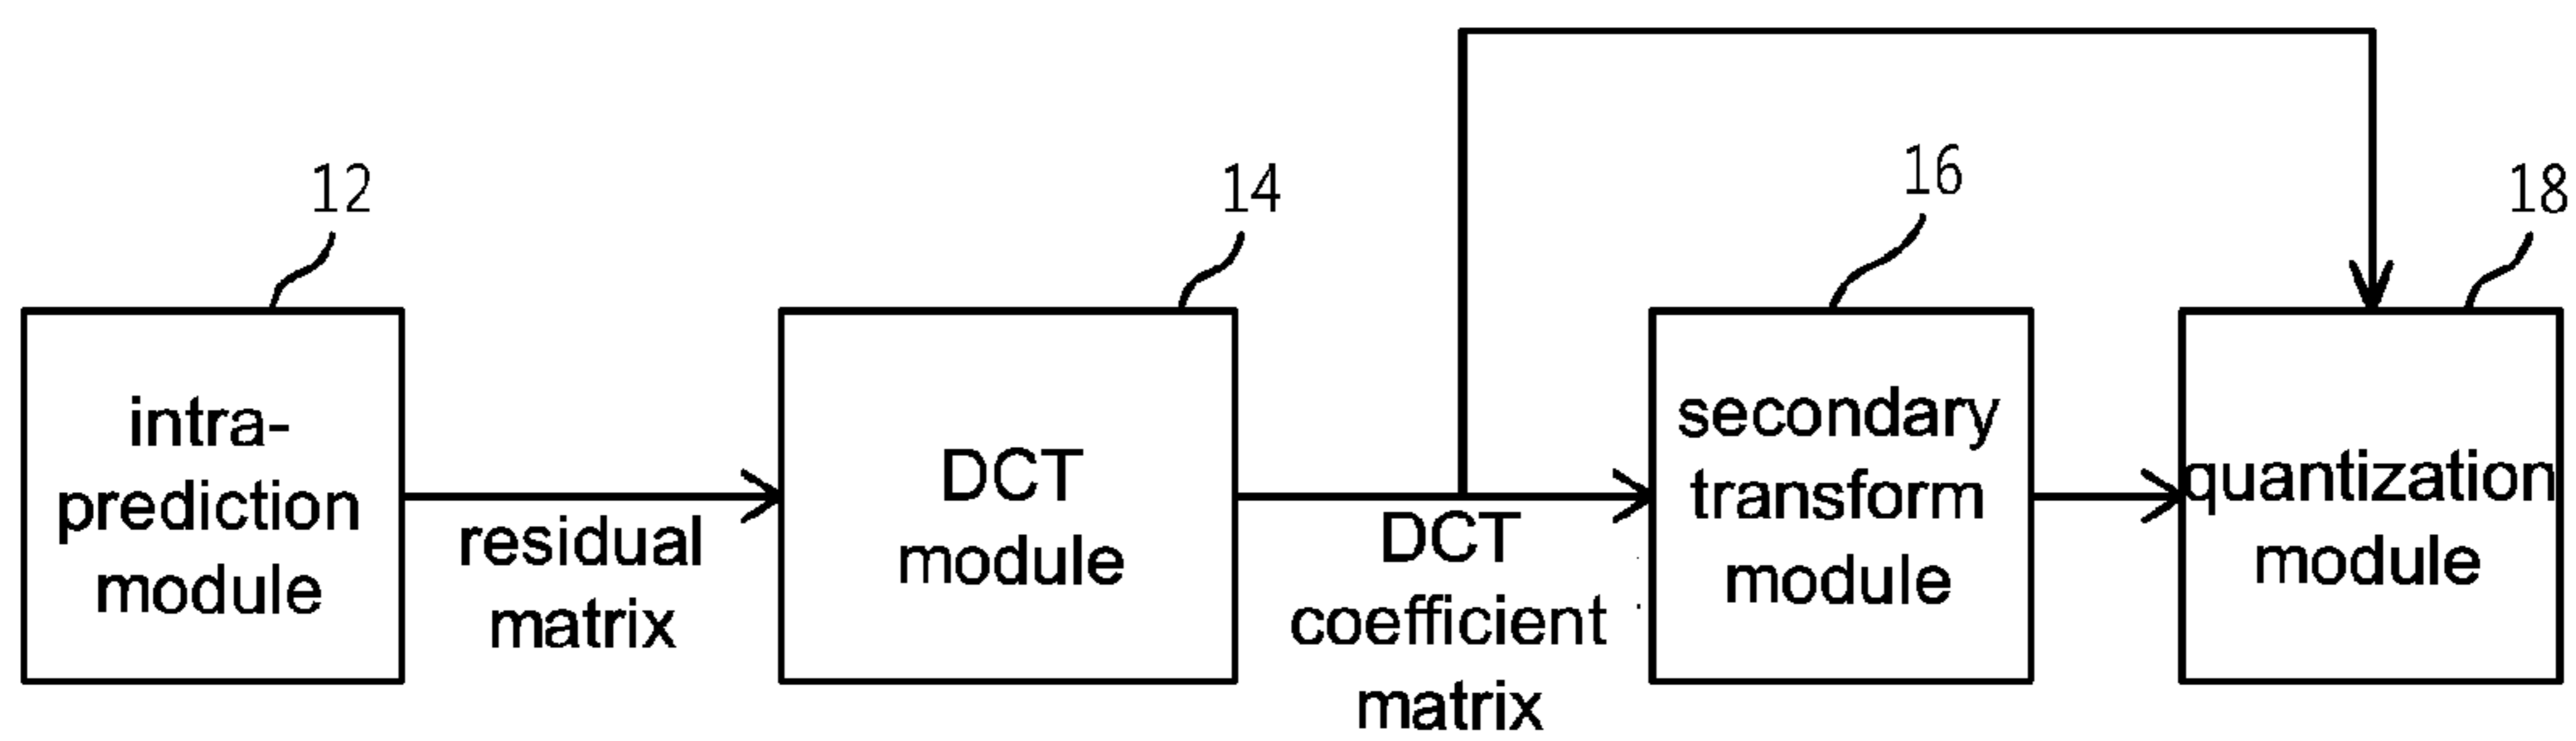 12
14
16
18
intra-
prediction
module
residual
matrix
DCT
module
DCT
coefficient
matrix
secondary
transform
module
quantization
module